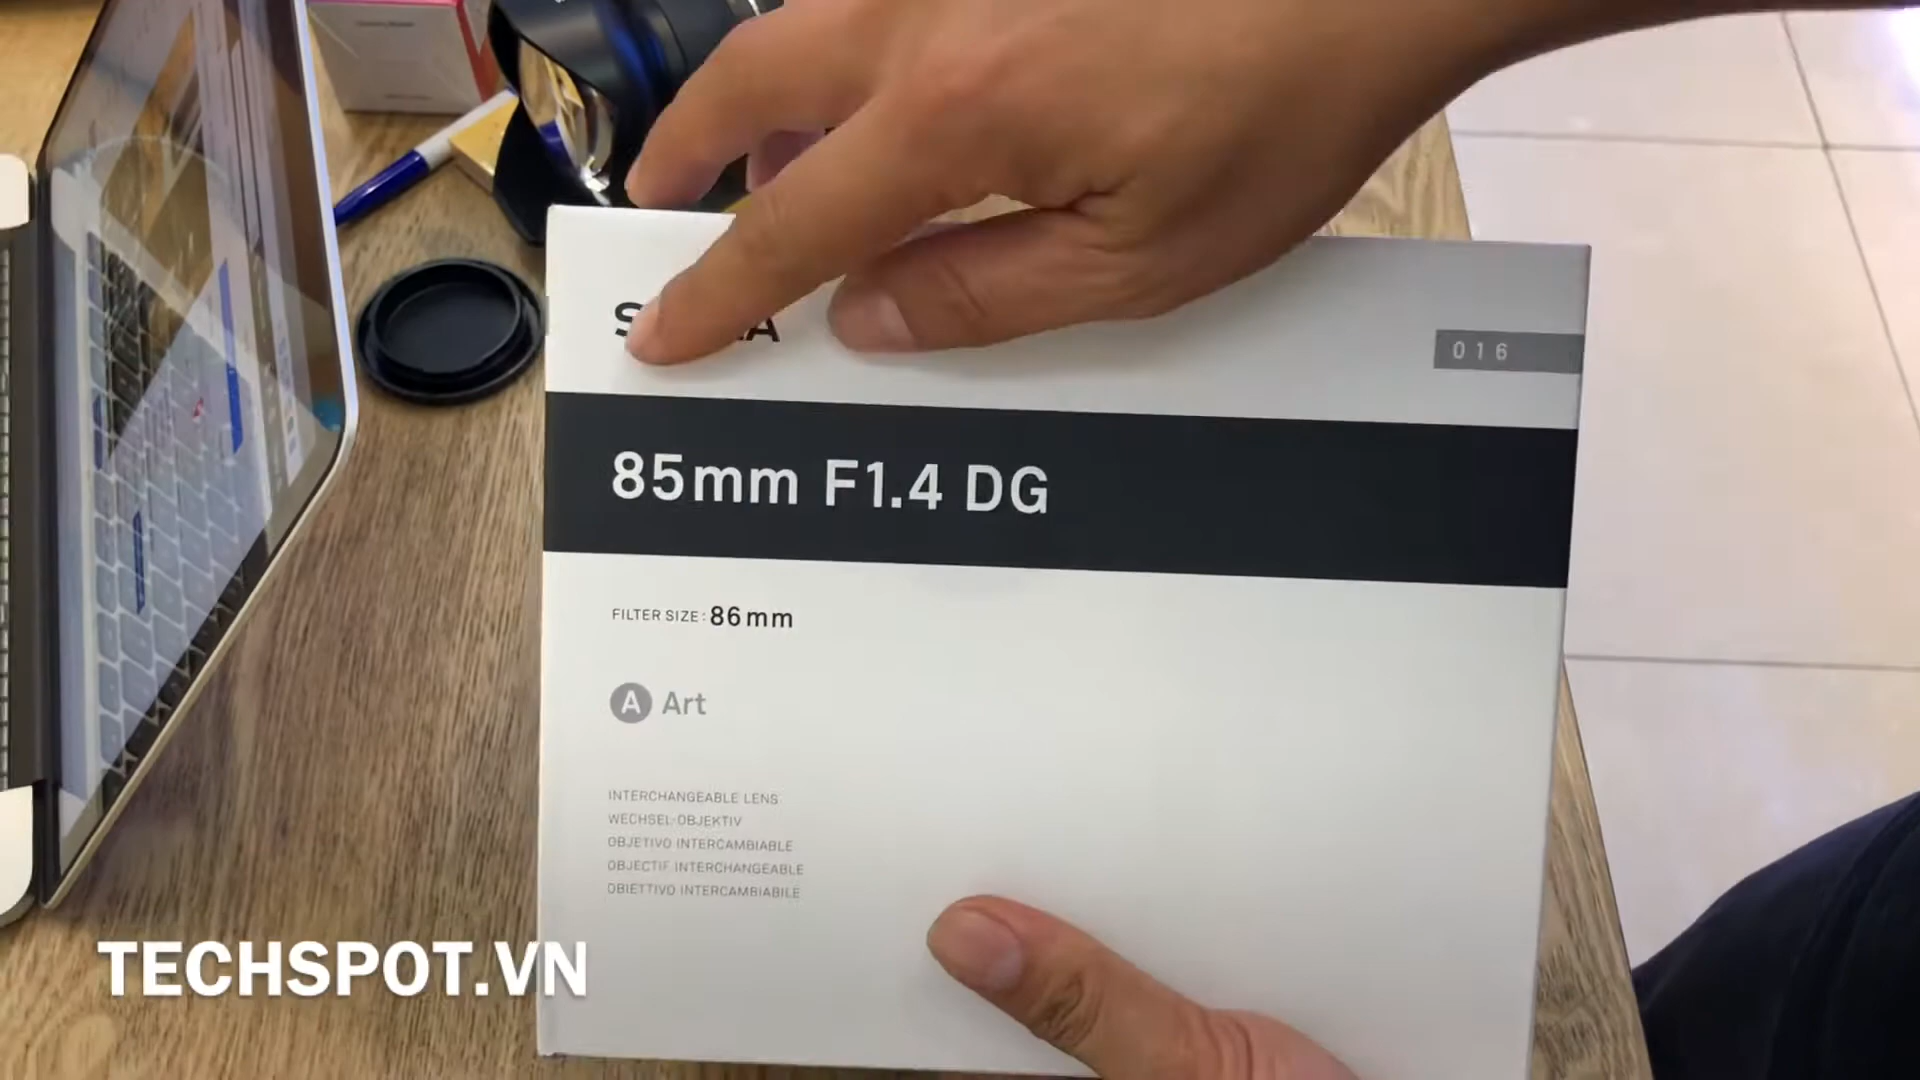 016
85mm F1.4 DG
FILTER SIZE: 86mm
A Art
INTERCHANGEABLE LENS
WECHSEL-OBJEKTIV
OBJETIVO INTERCAMBIABLE
OBJECTIF INTERCHANGEABLE
OBIETTIVO INTERCAMBIABILE
TECHSPOT.VN